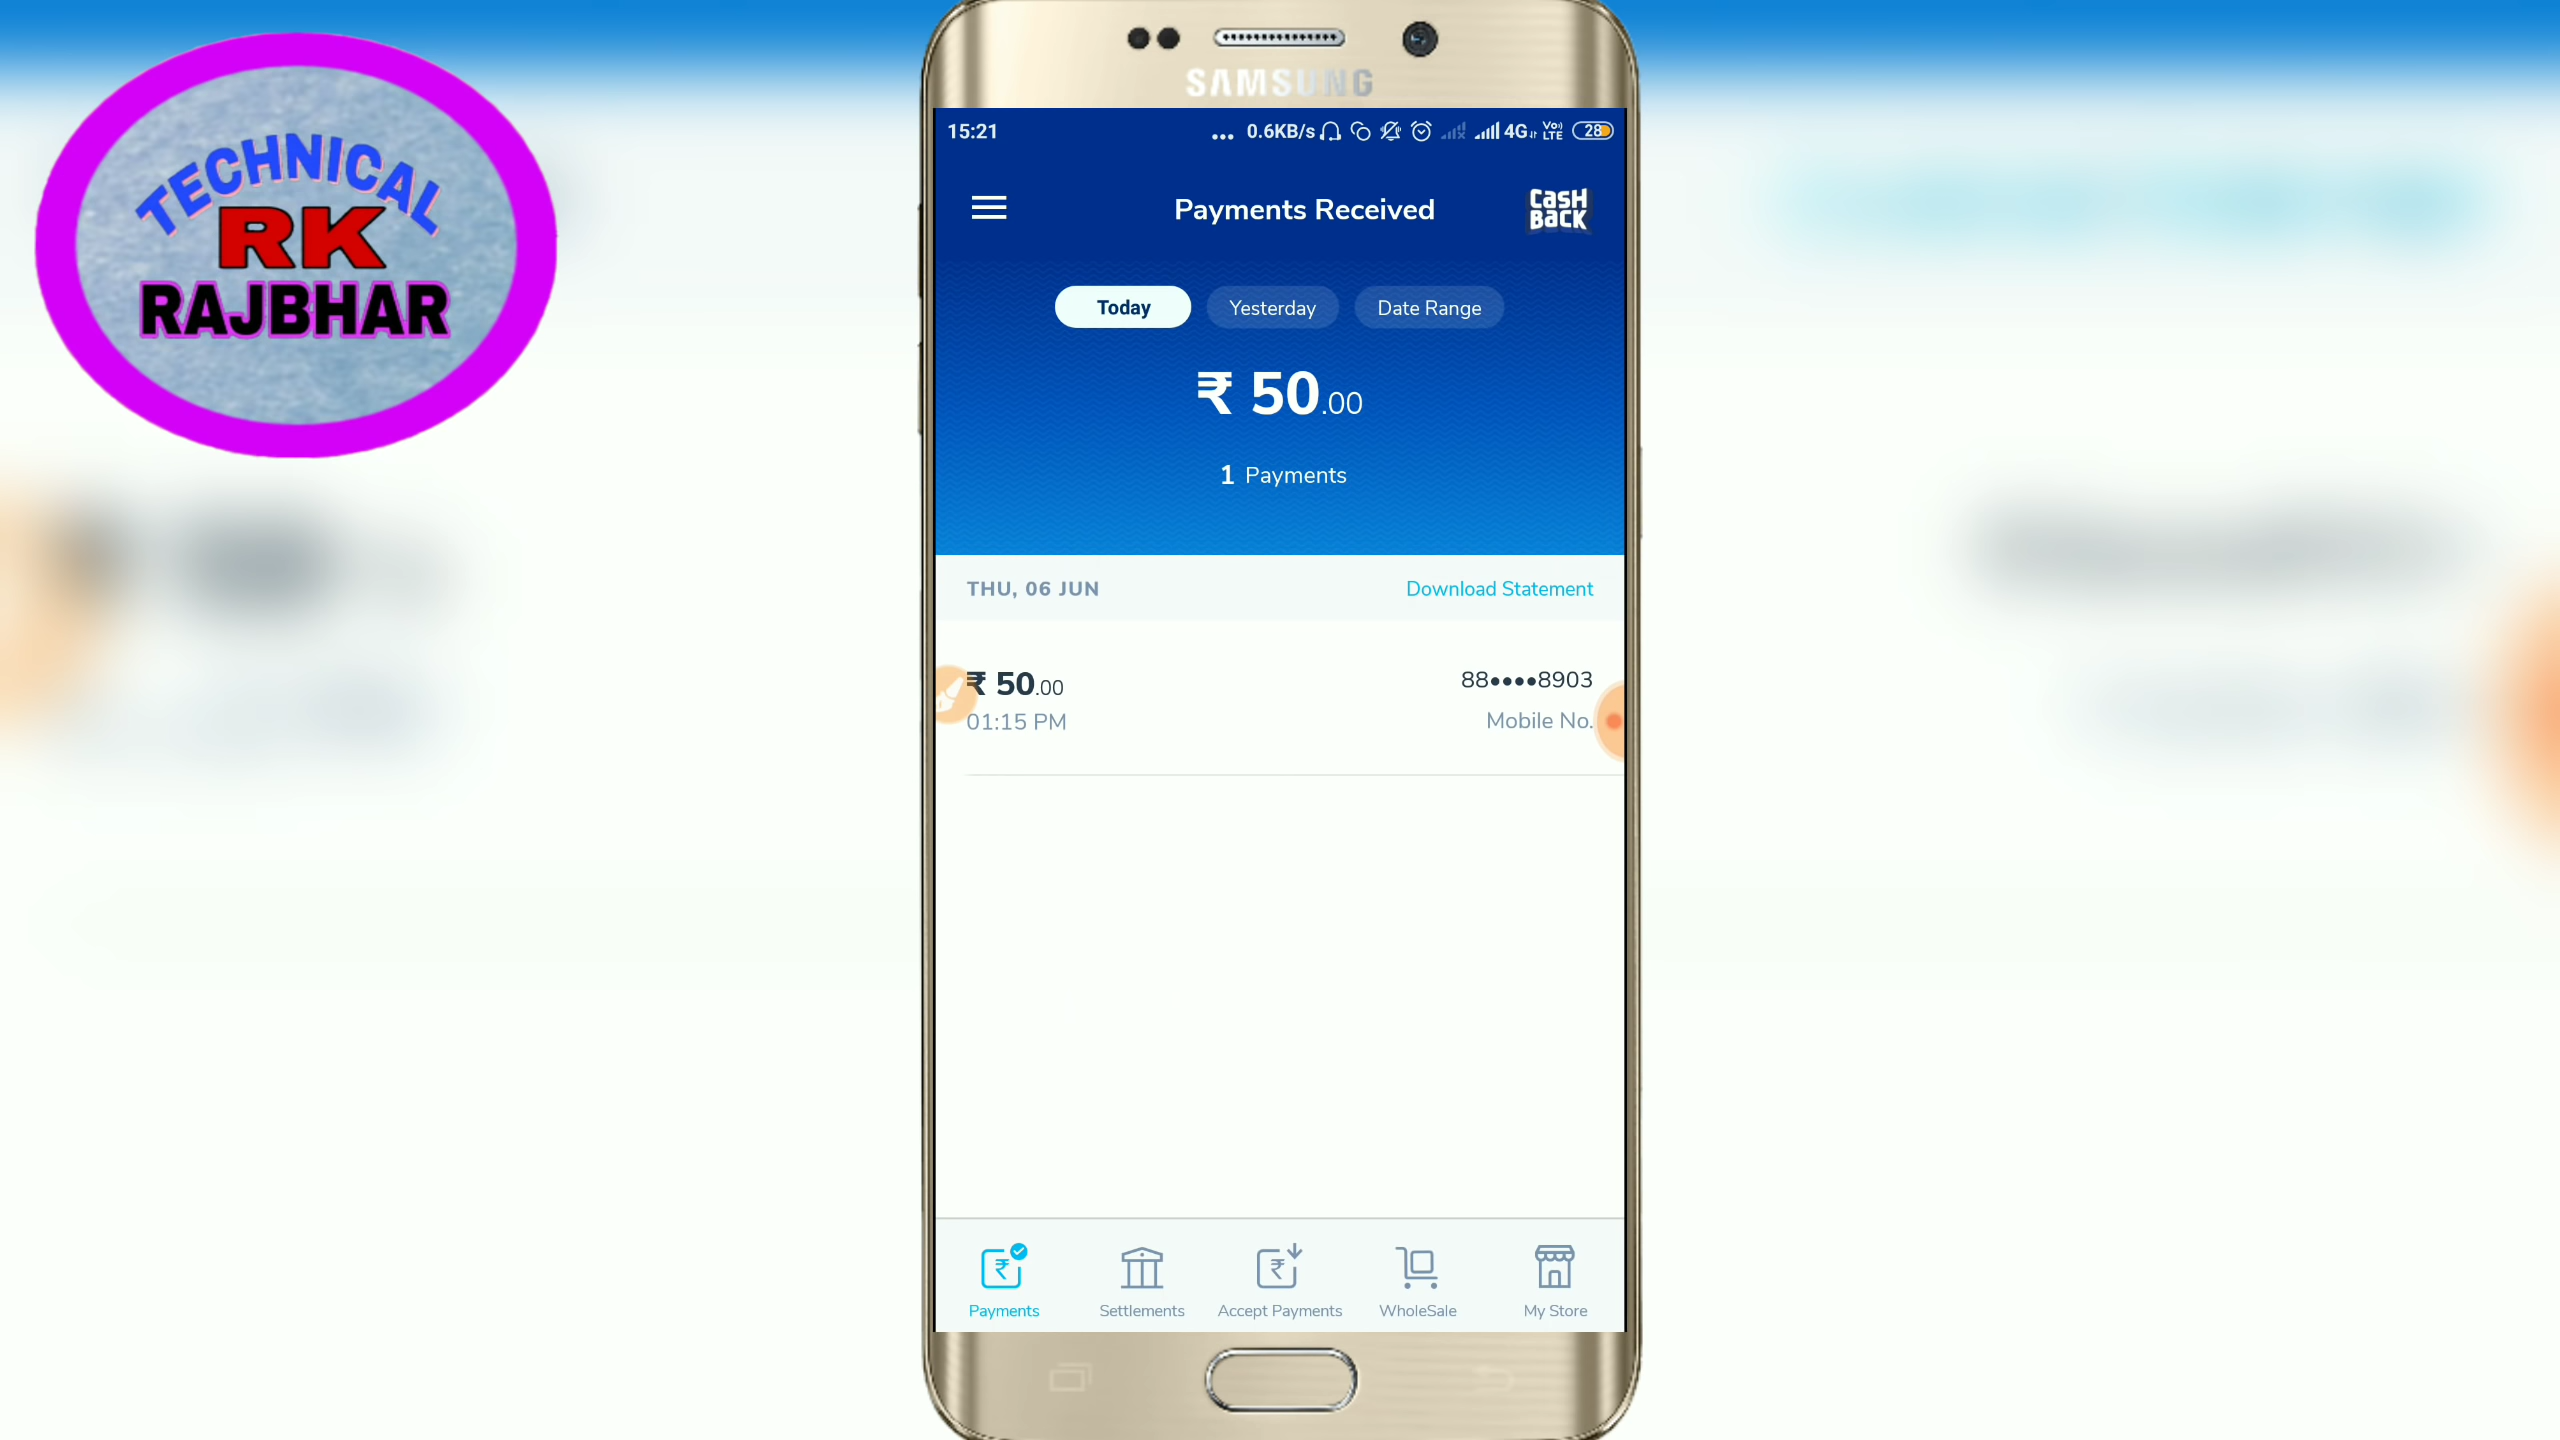 TECHNICAL
RK
RAJBHAR
SAMSUNG
15:21
... 0.6KB/s 4G Vo) LTE 28
Payments Received
CasH BaCK
Today
Yesterday
Date Range
₹ 50.00
1 Payments
THU, 06 JUN
Download Statement
₹ 50.00
88••••8903
01:15 PM
Mobile No.
Payments
Settlements
Accept Payments
WholeSale
My Store